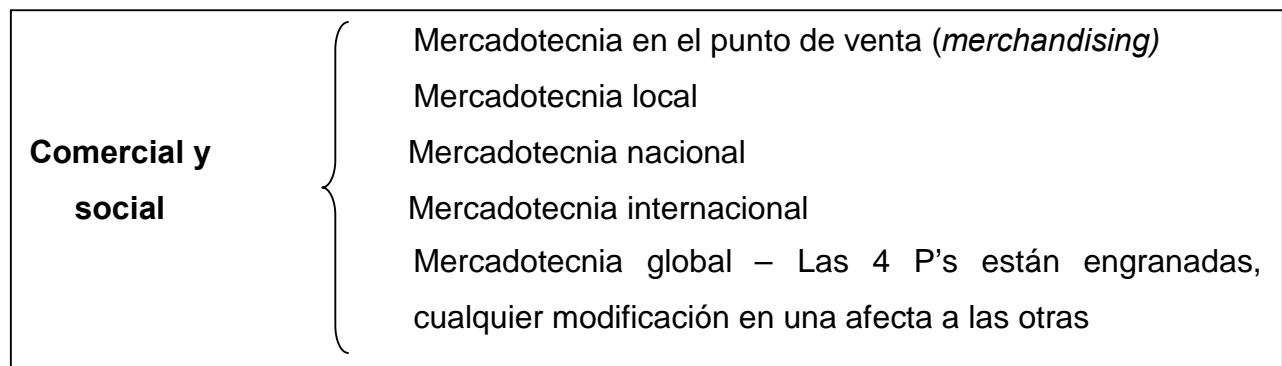 Mercadotecnia en el punto de venta (merchandising)
Mercadotecnia local
Comercial y
Mercadotecnia nacional
social
Mercadotecnia internacional
Mercadotecnia global – Las 4 P’s están engranadas,
cualquier modificación en una afecta a las otras